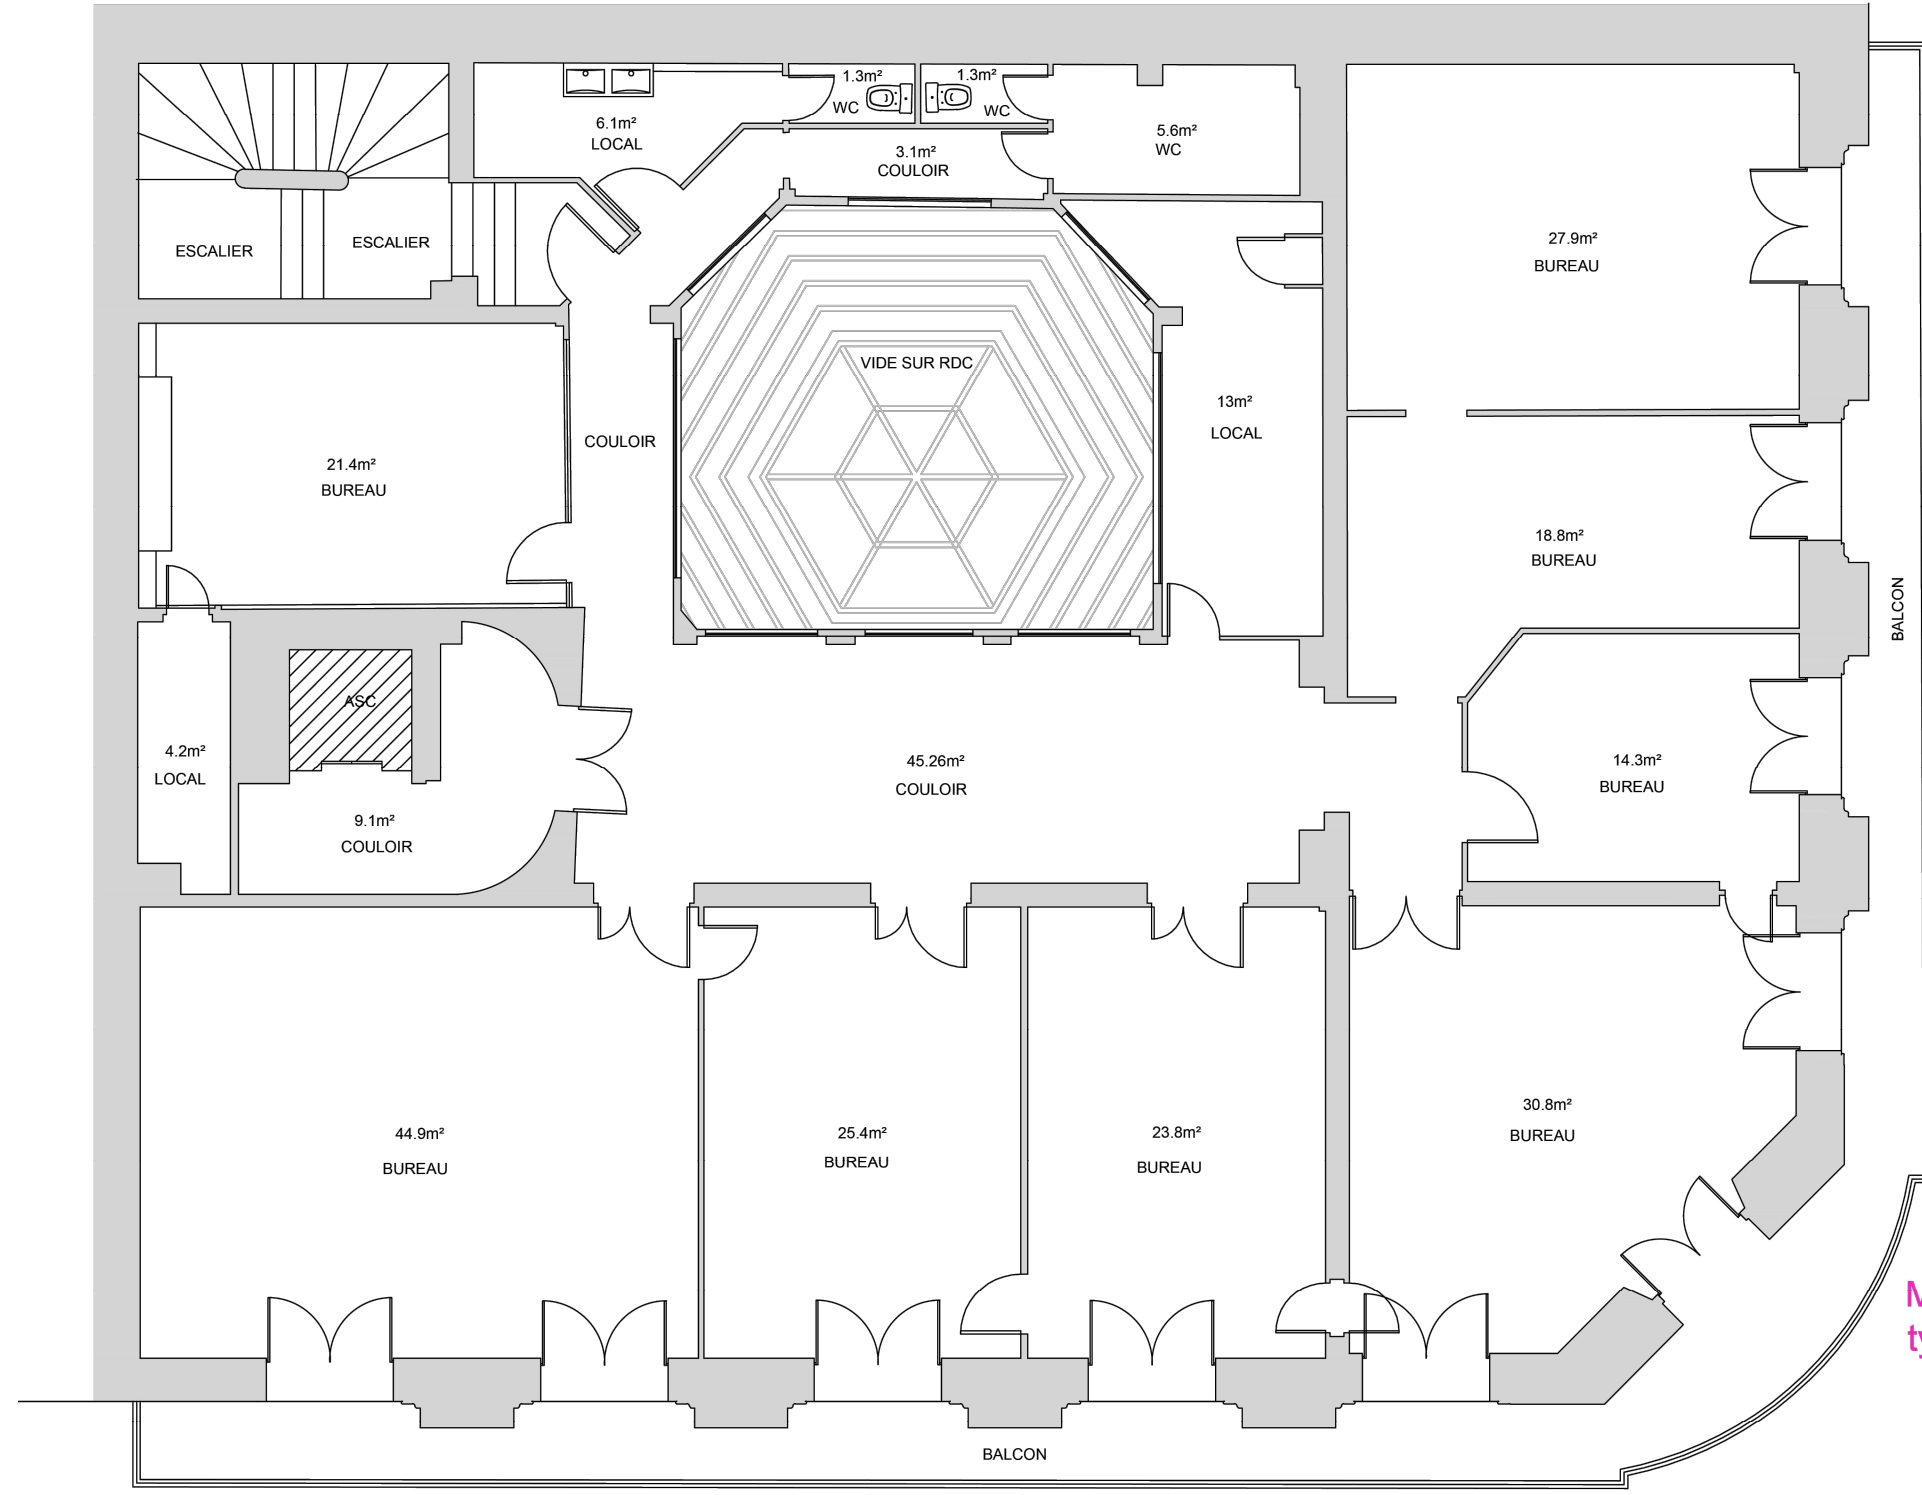 1.3m²
WC
1.3m²
WC
6.1m²
LOCAL
5.6m²
WC
3.1m²
COULOIR
ESCALIER
ESCALIER
27.9m²
BUREAU
VIDE SUR RDC
13m²
LOCAL
COULOIR
21.4m²
BUREAU
18.8m²
BUREAU
BALCON
ASC
4.2m²
LOCAL
45.26m²
COULOIR
14.3m²
BUREAU
9.1m²
COULOIR
44.9m²
BUREAU
25.4m²
BUREAU
23.8m²
BUREAU
30.8m²
BUREAU
BALCON